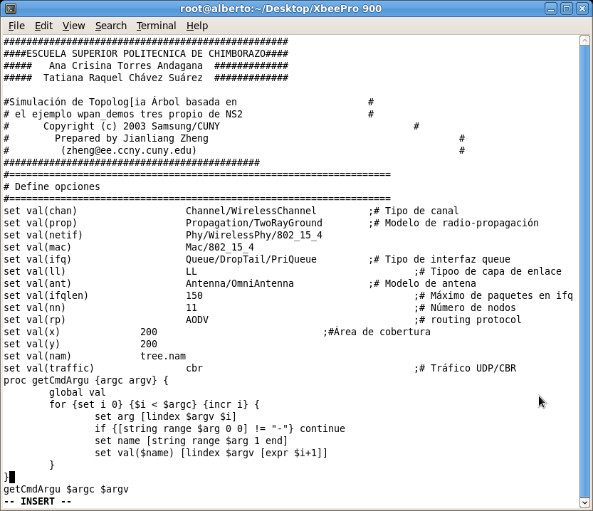 root@alberto:~/Desktop/XbeePro 900
File Edit View Search Terminal Help
##################################################
####ESCUELA SUPERIOR POLITECNICA DE CHIMBORAZO####
#####   Ana Crisina Torres Andagana  #############
#####  Tatiana Raquel Chávez Suárez  #############

#Simulación de Topolog[ia Árbol basada en                       #
# el ejemplo wpan_demos tres propio de NS2                      #
#      Copyright (c) 2003 Samsung/CUNY                                  #
#        Prepared by Jianliang Zheng                                            #
#         (zheng@ee.ccny.cuny.edu)                                              #
#############################################
#===================================================================
# Define opciones
#===================================================================
set val(chan)                   Channel/WirelessChannel         ;# Tipo de canal
set val(prop)                   Propagation/TwoRayGround        ;# Modelo de radio-propagación
set val(netif)                  Phy/WirelessPhy/802_15_4
set val(mac)                    Mac/802_15_4
set val(ifq)                    Queue/DropTail/PriQueue         ;# Tipo de interfaz queue
set val(ll)                     LL                                      ;# Tipoo de capa de enlace
set val(ant)                    Antenna/OmniAntenna             ;# Modelo de antena
set val(ifqlen)                 150                                     ;# Máximo de paquetes en ifq
set val(nn)                     11                                      ;# Número de nodos
set val(rp)                     AODV                                    ;# routing protocol
set val(x)              200                             ;#Área de cobertura
set val(y)              200
set val(nam)            tree.nam
set val(traffic)                cbr                                     ;# Tráfico UDP/CBR
proc getCmdArgu {argc argv} {
        global val
        for {set i 0} {$i < $argc} {incr i} {
                set arg [lindex $argv $i]
                if {[string range $arg 0 0] != "-"} continue
                set name [string range $arg 1 end]
                set val($name) [lindex $argv [expr $i+1]]
        }
}
getCmdArgu $argc $argv
-- INSERT --